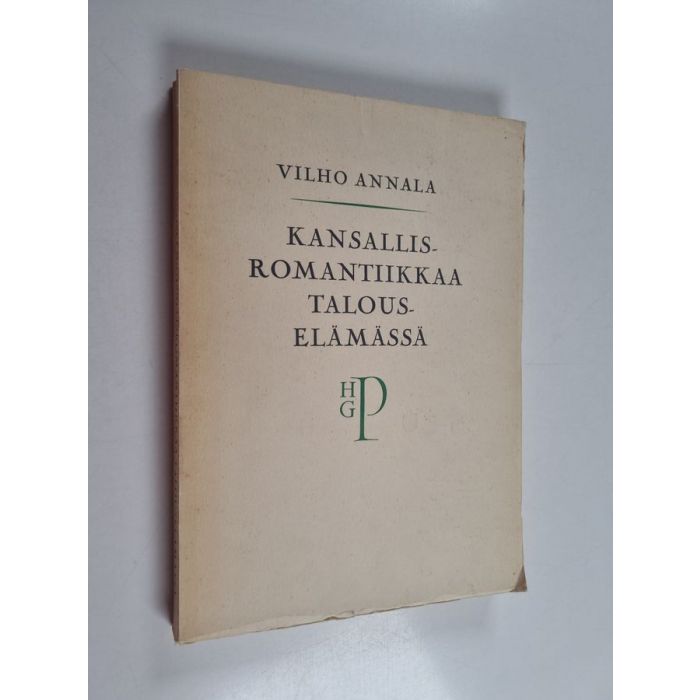 VILHO ANNALA
KANSALLIS-
ROMANTIIKKAA
TALOUS-
ELÄMÄSSÄ
HGP